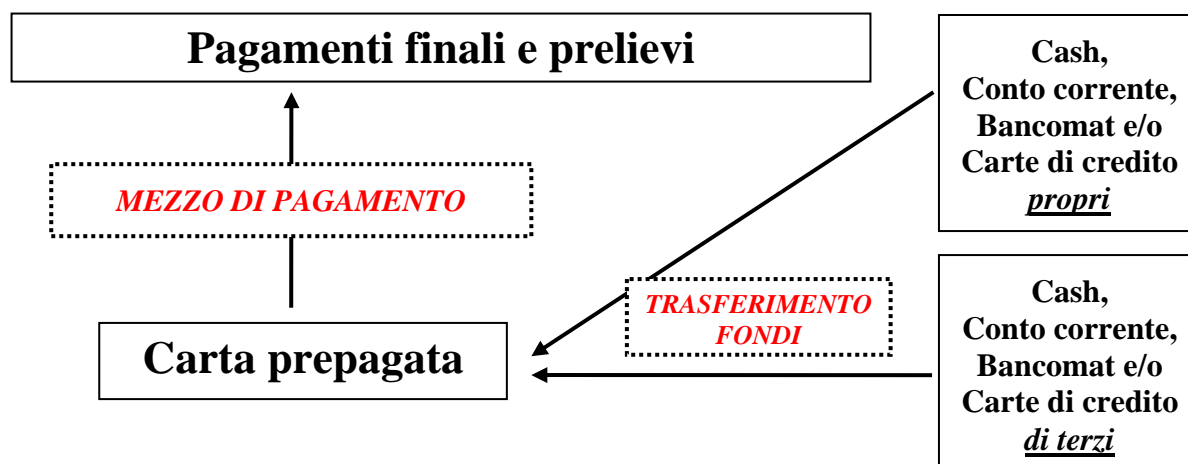 Pagamenti finali e prelievi
Cash,
Conto corrente,
Bancomat e/o
Carte di credito
propri
MEZZO DI PAGAMENTO
TRASFERIMENTO
FONDI
Carta prepagata
Cash,
Conto corrente,
Bancomat e/o
Carte di credito
di terzi